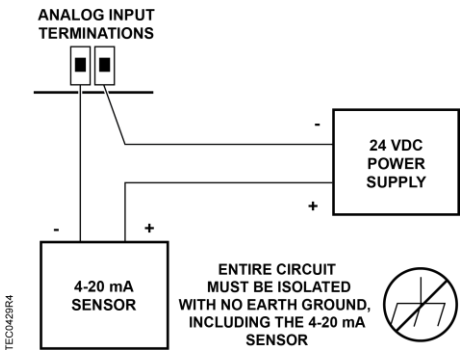 ANALOG INPUT
TERMINATIONS
-
24 VDC
POWER
SUPPLY
+
-
+
4-20 mA
SENSOR
ENTIRE CIRCUIT
MUST BE ISOLATED
WITH NO EARTH GROUND,
INCLUDING THE 4-20 mA
SENSOR
TEC0429R4